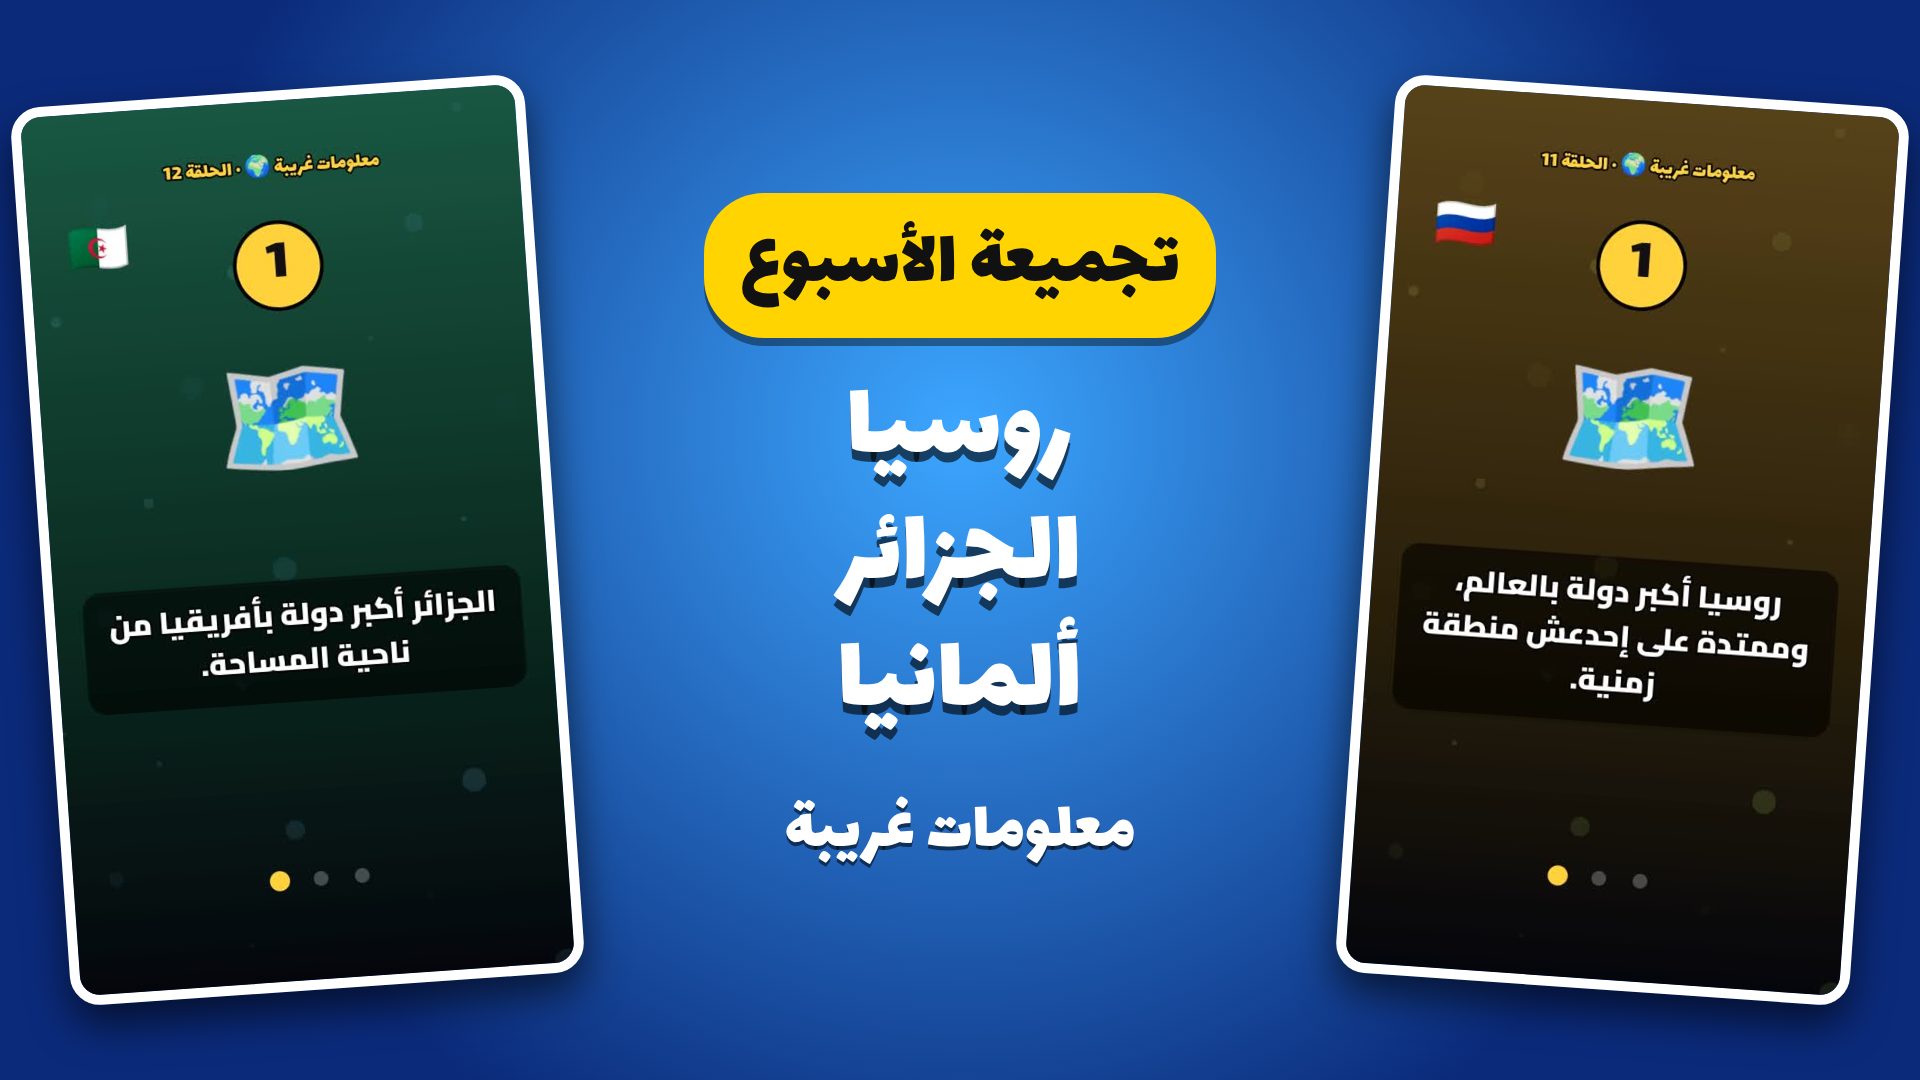 معلومات غريبة 🌍 · الحلقة 11
1
روسيا أكبر دولة بالعالم،
وممتدة على إحدعش منطقة
زمنية.
تجميعة الأسبوع
روسيا
الجزائر
ألمانيا
معلومات غريبة
معلومات غريبة 🌍 · الحلقة 12
1
الجزائر أكبر دولة بأفريقيا من
ناحية المساحة.